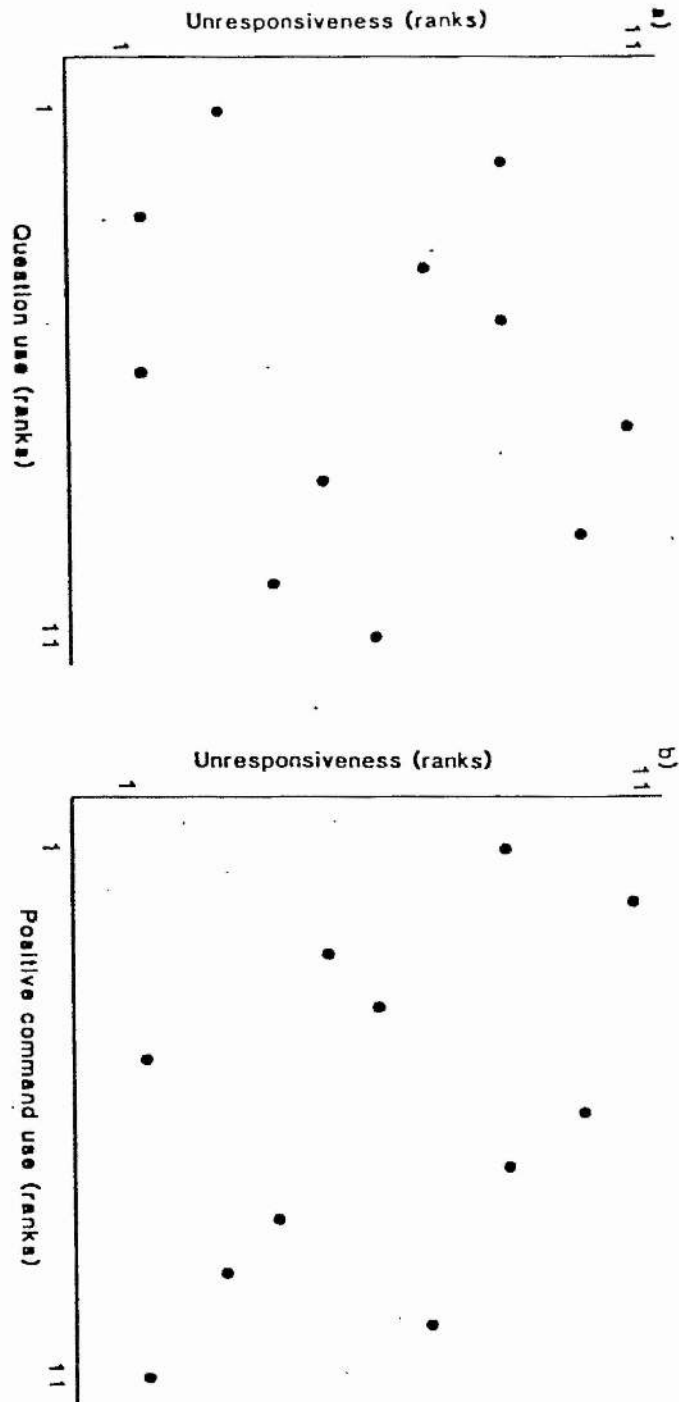 a)
Unresponsiveness (ranks)
11
1
1
11
Question use (ranks)
b)
Unresponsiveness (ranks)
11
1
1
11
Positive command use (ranks)